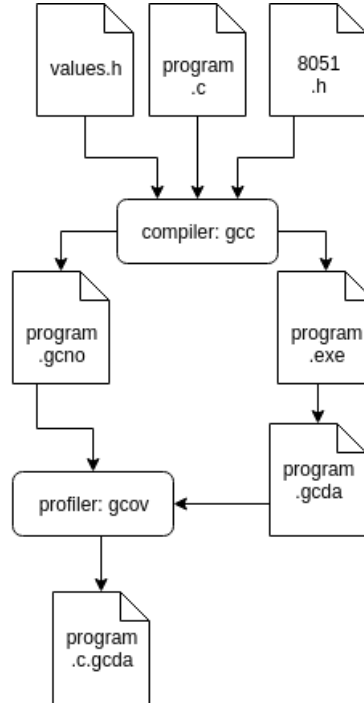 values.h
program
.c
8051
.h
compiler: gcc
program
.gcno
program
.exe
program
.gcda
profiler: gcov
program
.c.gcda